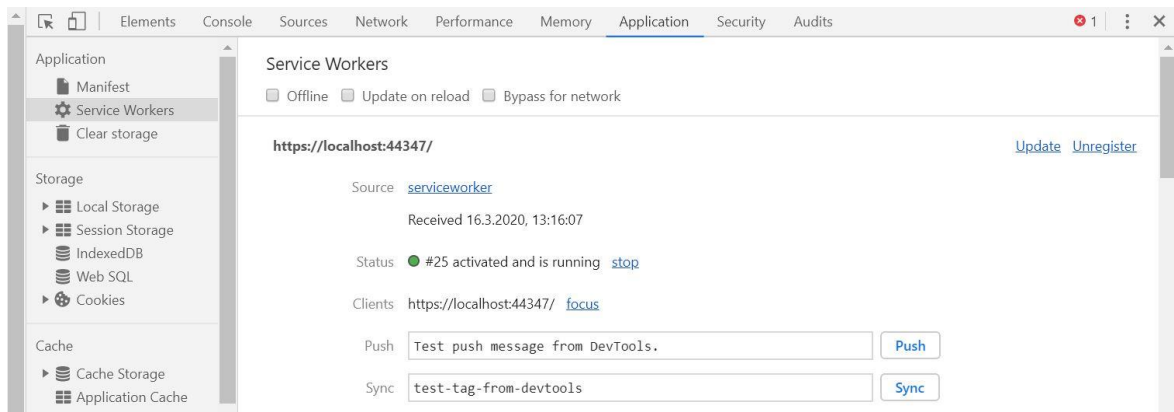 Elements Console Sources Network Performance Memory Application Security Audits 1
Application
Manifest
Service Workers
Clear storage
Storage
Local Storage
Session Storage
IndexedDB
Web SQL
Cookies
Cache
Cache Storage
Application Cache
Service Workers
Offline Update on reload Bypass for network
https://localhost:44347/ Update Unregister
Source serviceworker
Received 16.3.2020, 13:16:07
Status #25 activated and is running stop
Clients https://localhost:44347/ focus
Push Test push message from DevTools. Push
Sync test-tag-from-devtools Sync